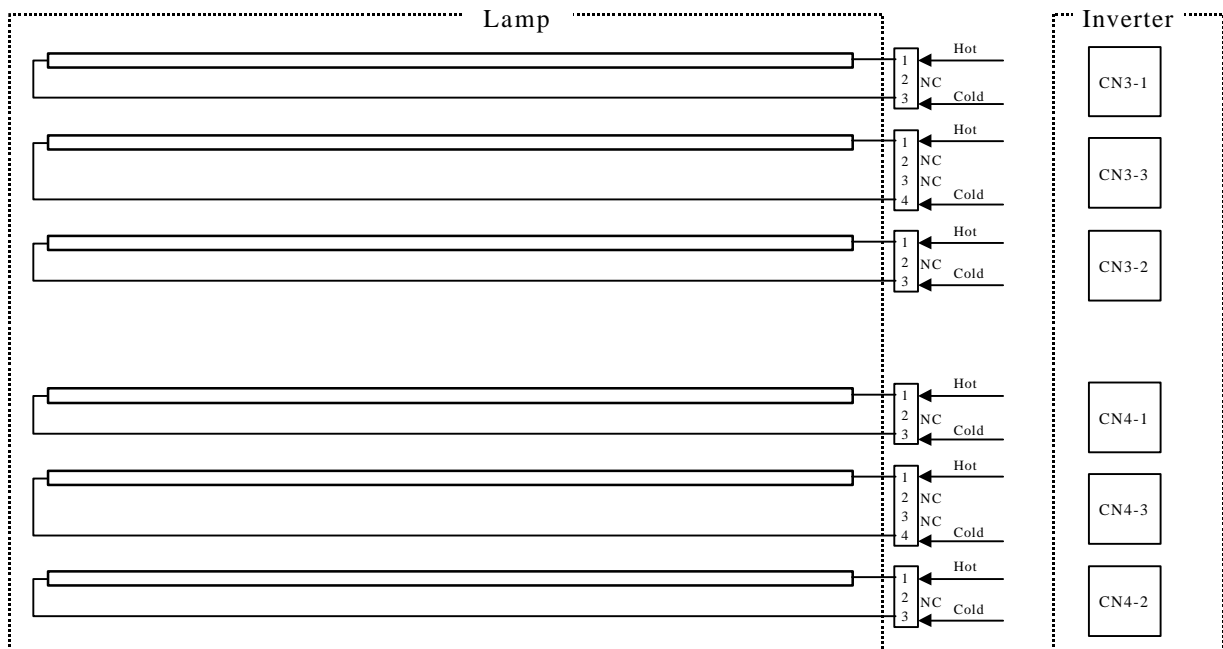 Lamp
Inverter
1
Hot
2
NC
3
Cold
CN3-1
1
Hot
2
NC
3
NC
4
Cold
CN3-3
1
Hot
2
NC
3
Cold
CN3-2
1
Hot
2
NC
3
Cold
CN4-1
1
Hot
2
NC
3
NC
4
Cold
CN4-3
1
Hot
2
NC
3
Cold
CN4-2